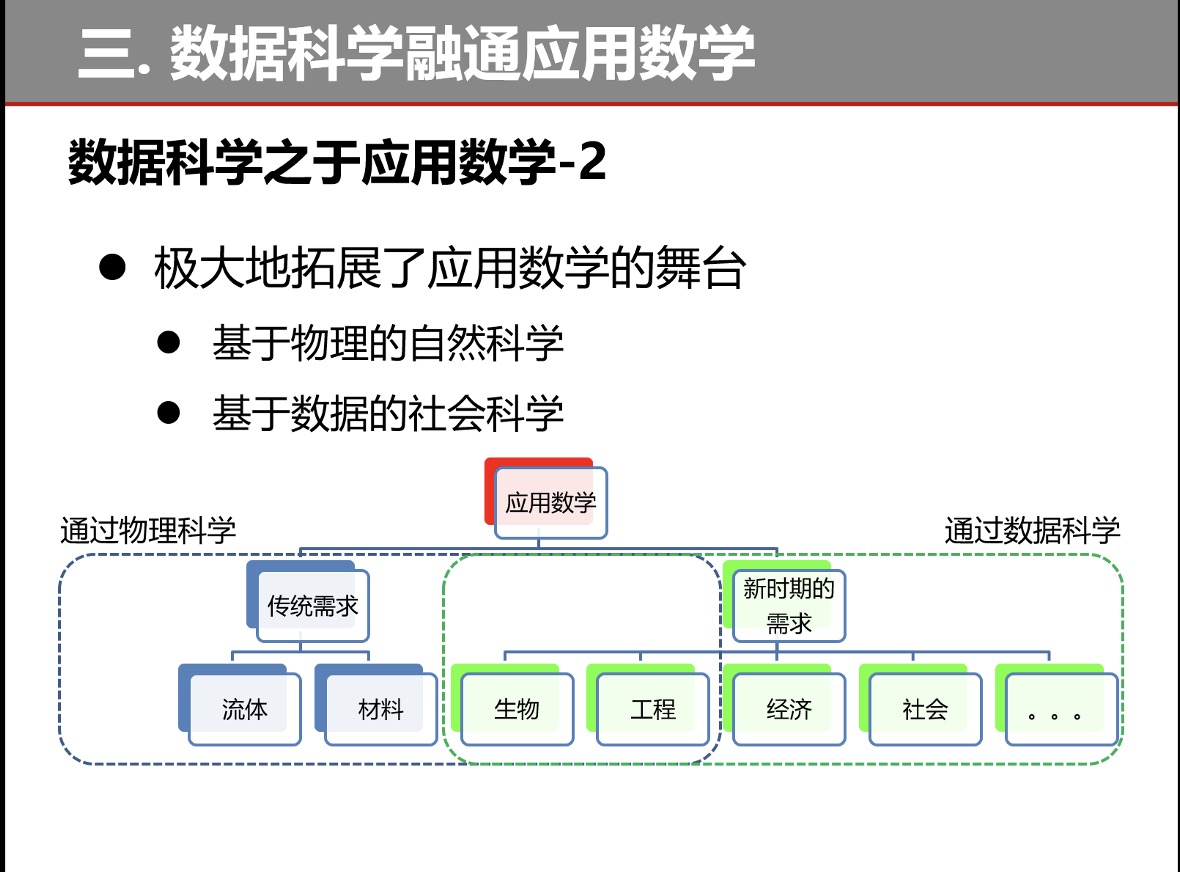 三. 数据科学融通应用数学
数据科学之于应用数学-2
● 极大地拓展了应用数学的舞台
● 基于物理的自然科学
● 基于数据的社会科学
应用数学
通过物理科学
通过数据科学
传统需求
新时期的
需求
流体
材料
生物
工程
经济
社会
。。。